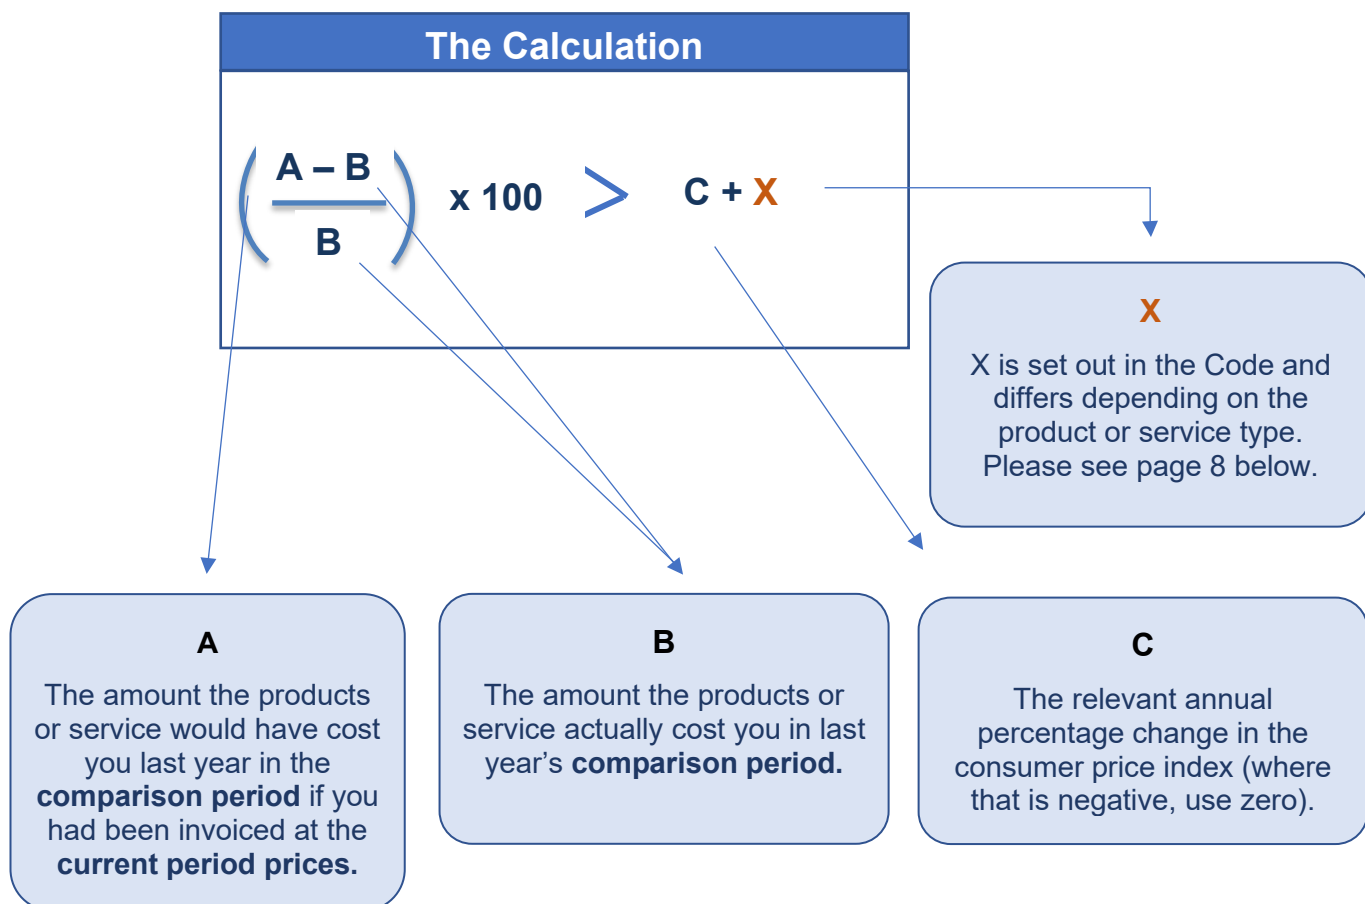 The Calculation
( A – B
B ) x 100 > C + X
X
X is set out in the Code and
differs depending on the
product or service type.
Please see page 8 below.
A
The amount the products
or service would have cost
you last year in the
comparison period if you
had been invoiced at the
current period prices.
B
The amount the products or
service actually cost you in last
year’s comparison period.
C
The relevant annual
percentage change in the
consumer price index (where
that is negative, use zero).